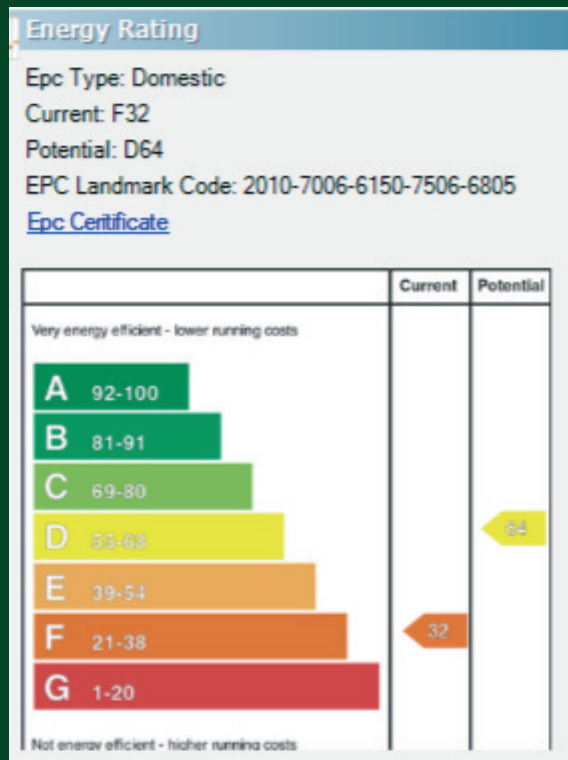 Energy Rating
Epc Type: Domestic
Current: F32
Potential: D64
EPC Landmark Code: 2010-7006-6150-7506-6805
Epc Ceritificate
Current Potential
Very energy efficient - lower running costs
A 92-100
B 81-91
C 69-80
D 55-68
64
E 39-54
F 21-38
32
G 1-20
Not energy efficient - higher running costs